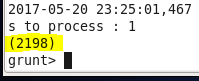 2017-05-20 23:25:01,467
s to process : 1
(2198)
grunt>